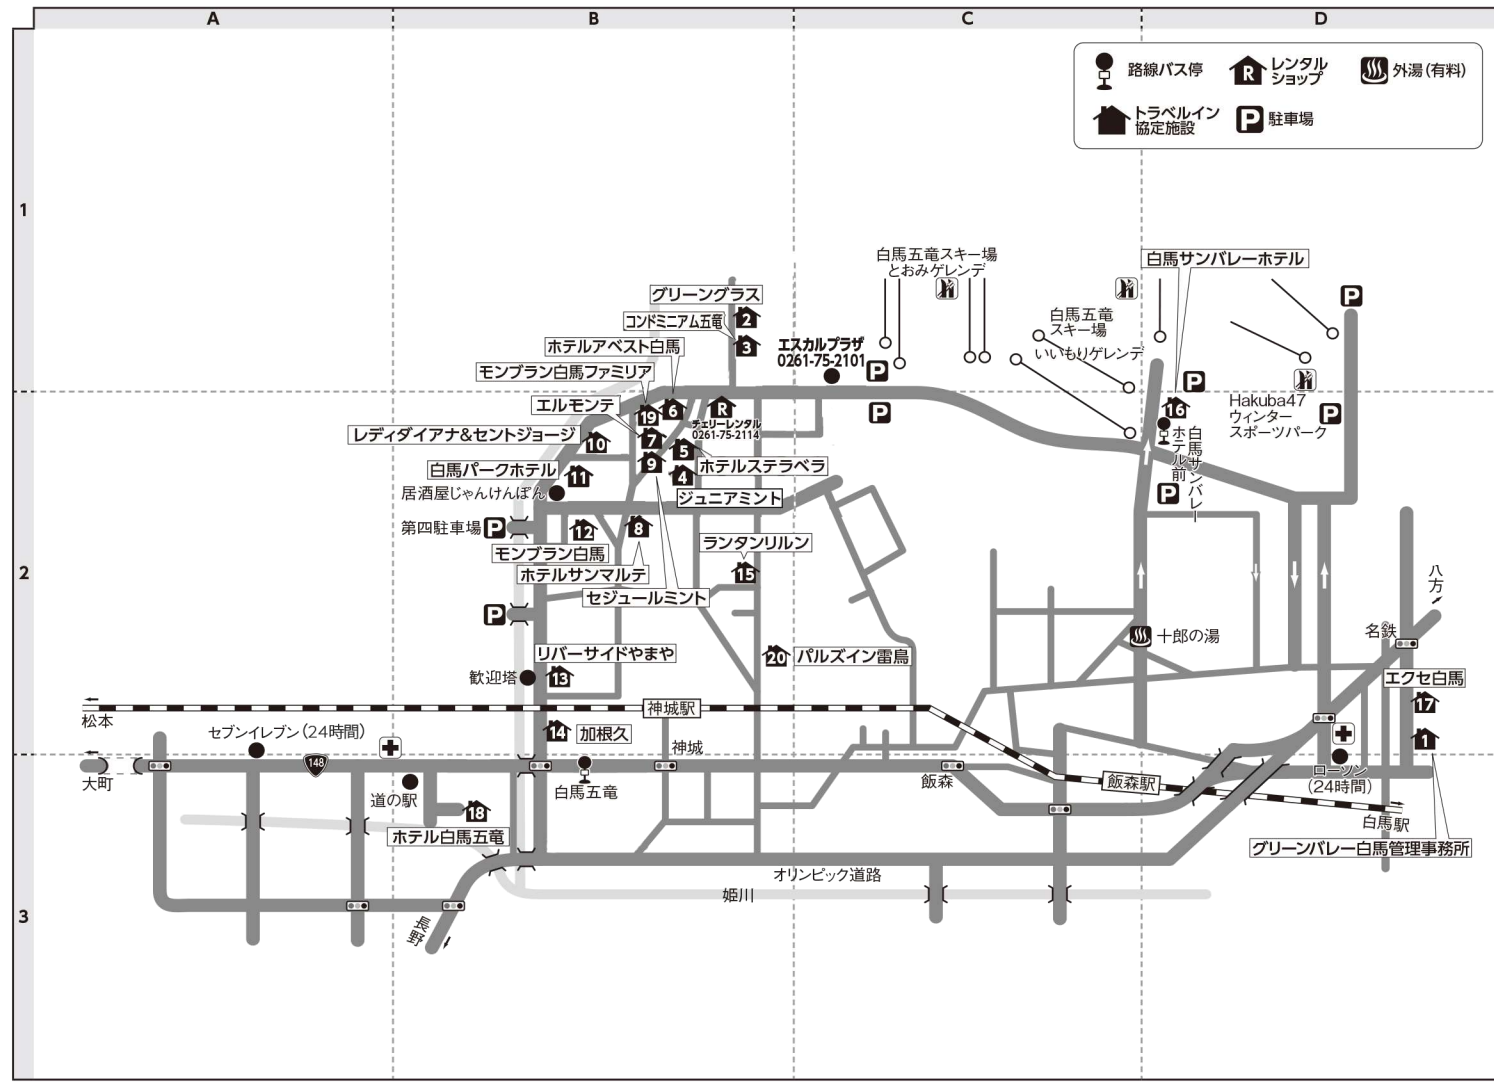 A
B
C
D
路線バス停
R
レンタル
ショップ
外湯(有料)
トラベルイン
協定施設
P
駐車場
1
白馬五竜スキー場
とおみゲレンデ
白馬サンバレーホテル
グリーングラス
2
P
コンドミニアム五竜
3
白馬五竜
スキー場
いいもりゲレンデ
エスカルプラザ
0261-75-2101
P
ホテルアベスト白馬
モンブラン白馬ファミリア
P
エルモンテ
19
6
R
チェリーレンタル
0261-75-2114
P
16
Hakuba47
ウィンター
スポーツパーク
P
レディダイアナ&セントジョージ
10
7
5
9
ホテルステラベラ
白馬サンバレー
ホテル前
白馬パークホテル
11
4
居酒屋じゃんけんぽん
ジュニアミント
P
第四駐車場
P
12
8
モンブラン白馬
ランタンリルン
2
ホテルサンマルテ
15
八方
セジュールミント
P
十郎の湯
名鉄
リバーサイドやまや
20
パルズイン雷鳥
歓迎塔
13
エクセ白馬
17
松本
神城駅
セブンイレブン(24時間)
14
加根久
神城
1
148
大町
道の駅
白馬五竜
飯森
飯森駅
ローソン
(24時間)
18
白馬駅
ホテル白馬五竜
グリーンバレー白馬管理事務所
オリンピック道路
姫川
3
長野